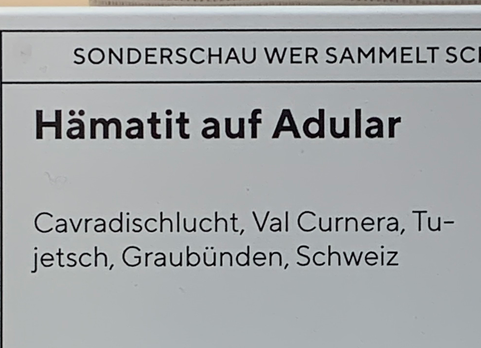 SONDERSCHAU WER SAMMELT
Hämatit auf Adular
Cavradischlucht, Val Curnera, Tu-
jetsch, Graubünden, Schweiz